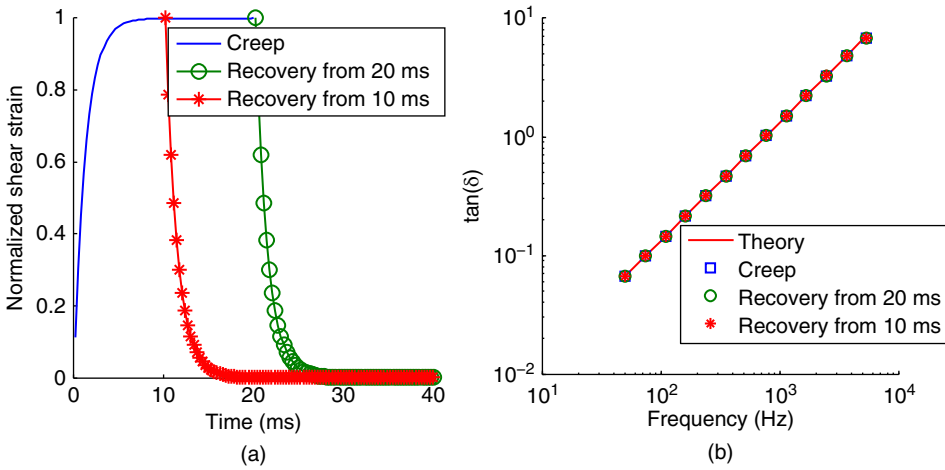 1
0.8
0.6
0.4
0.2
0
Normalized shear strain
Creep
Recovery from 20 ms
Recovery from 10 ms
0 10 20 30 40
Time (ms)
(a)
10^1
10^0
10^−1
10^−2
tan(δ)
Theory
Creep
Recovery from 20 ms
Recovery from 10 ms
10^1 10^2 10^3 10^4
Frequency (Hz)
(b)